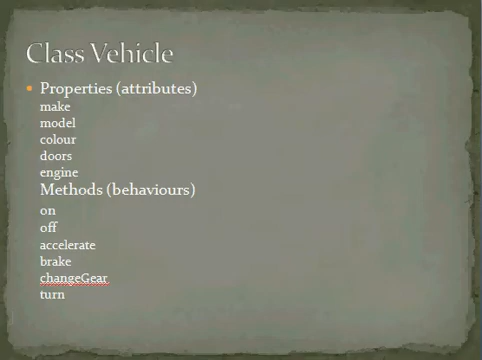 Class Vehicle
Properties (attributes)
make
model
colour
doors
engine
Methods (behaviours)
on
off
accelerate
brake
changeGear
turn